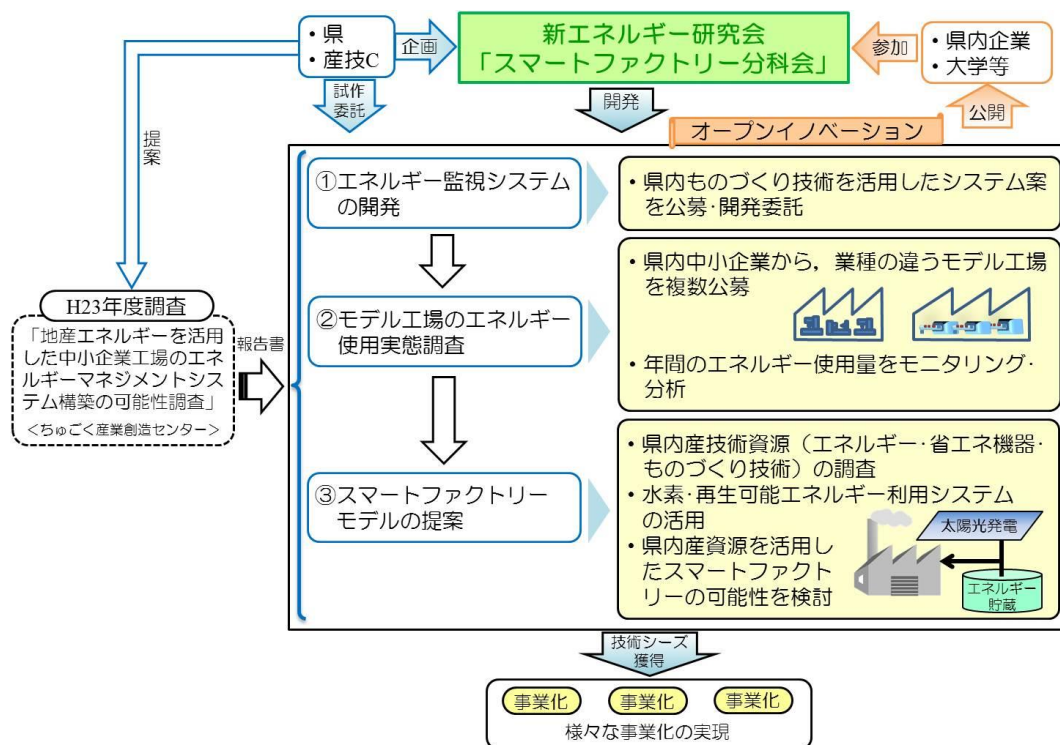 ・県
・産技C
企画
新エネルギー研究会
「スマートファクトリー分科会」
参加
・県内企業
・大学等
試作
委託
開発
公開
オープンイノベーション
提案
①エネルギー監視システム
の開発
・県内ものづくり技術を活用したシステム案
を公募・開発委託
H23年度調査
「地産エネルギーを活用
した中小企業工場のエネ
ルギーマネジメントシス
テム構築の可能性調査」
＜ちゅごく産業創造センター＞
報告書
②モデル工場のエネルギー
使用実態調査
・県内中小企業から，業種の違うモデル工場
を複数公募
・年間のエネルギー使用量をモニタリング・
分析
③スマートファクトリー
モデルの提案
・県内産技術資源（エネルギー・省エネ機器・
ものづくり技術）の調査
・水素・再生可能エネルギー利用システム
の活用
・県内産資源を活用し
たスマートファクト
リーの可能性を検討
太陽光発電
エネルギー
貯蔵
技術シーズ
獲得
事業化
事業化
事業化
様々な事業化の実現